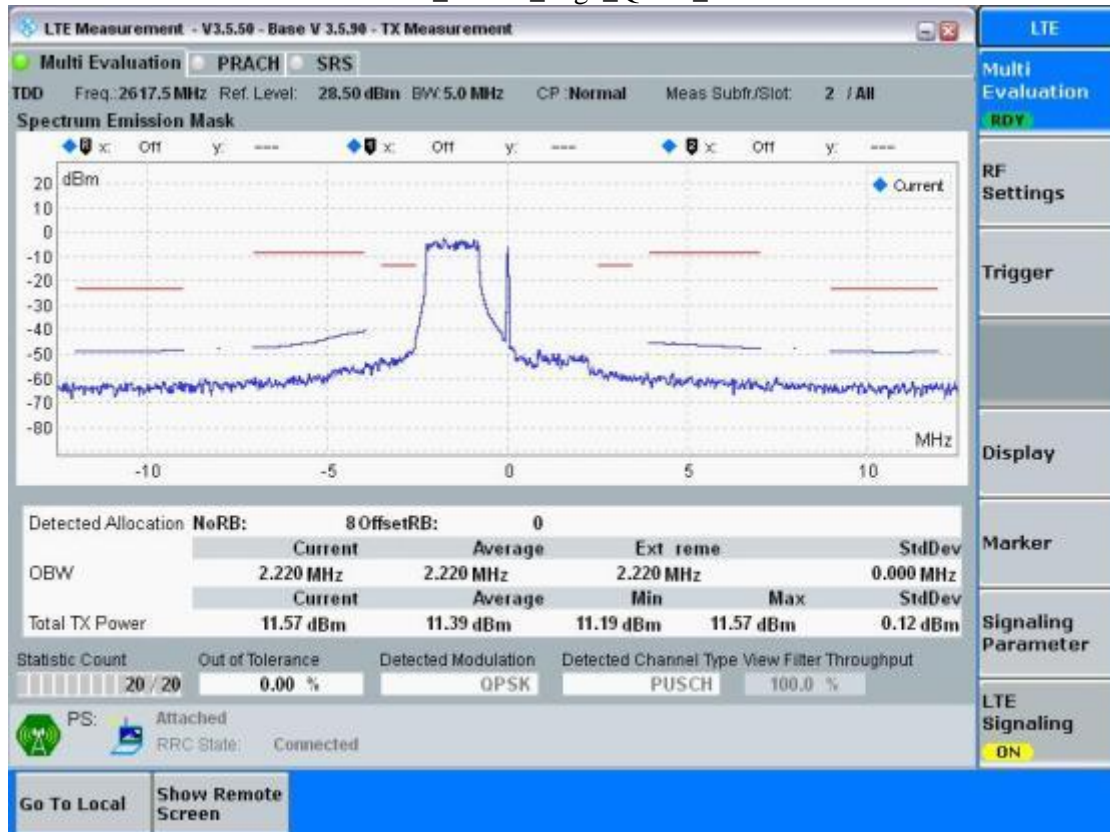 LTE Measurement - V3.5.50 - Base V 3.5.90 - TX Measurement
Multi Evaluation PRACH SRS
TDD Freq.:2617.5 MHz Ref. Level: 28.50 dBm BW: 5.0 MHz CP :Normal Meas Subfr./Slot: 2 / All
Spectrum Emission Mask
x: Off y: --- x: Off y: --- x: Off y: ---
dBm
Current
20
10
0
-10
-20
-30
-40
-50
-60
-70
-80
MHz
-10 -5 0 5 10
Detected Allocation NoRB: 8 OffsetRB: 0
Current Average Ext reme StdDev
OBW 2.220 MHz 2.220 MHz 2.220 MHz 0.000 MHz
Current Average Min Max StdDev
Total TX Power 11.57 dBm 11.39 dBm 11.19 dBm 11.57 dBm 0.12 dBm
Statistic Count Out of Tolerance Detected Modulation Detected Channel Type View Filter Throughput
20 / 20 0.00 % QPSK PUSCH 100.0 %
PS: Attached
RRC State: Connected
Go To Local
Show Remote
Screen
LTE
Multi
Evaluation
RDY
RF
Settings
Trigger
Display
Marker
Signaling
Parameter
LTE
Signaling
ON